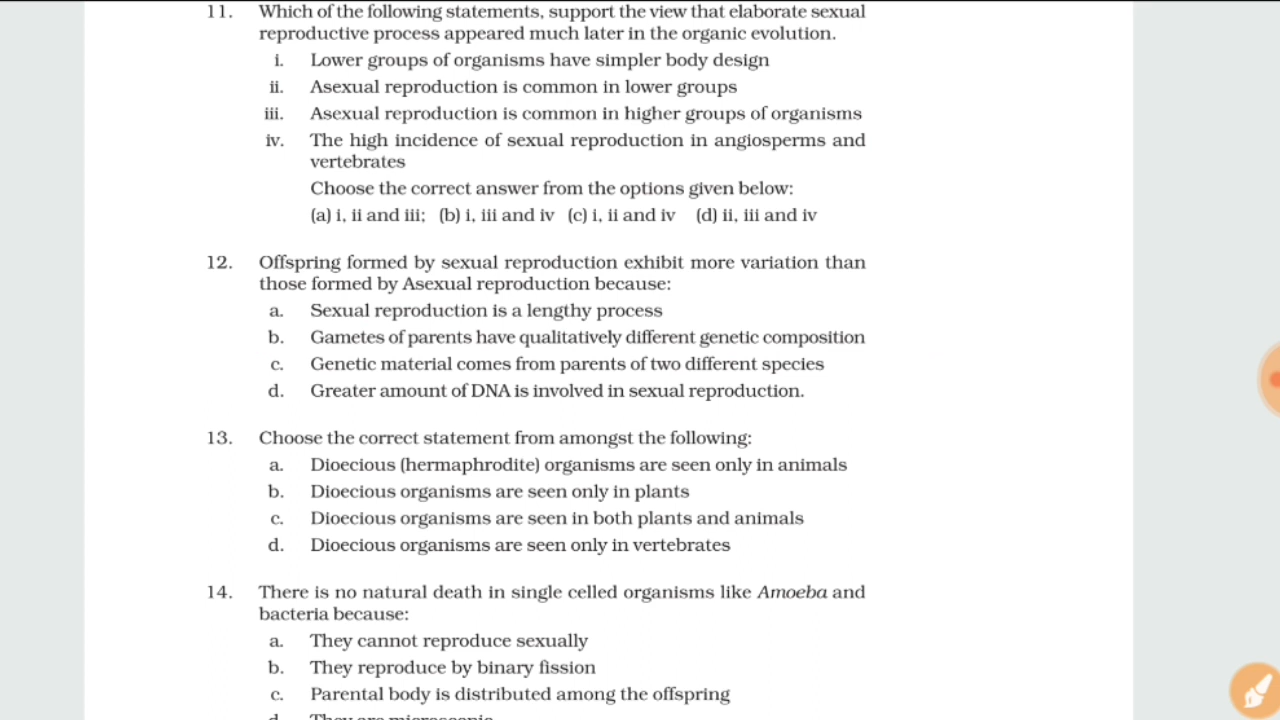 11. Which of the following statements, support the view that elaborate sexual
reproductive process appeared much later in the organic evolution.
i. Lower groups of organisms have simpler body design
ii. Asexual reproduction is common in lower groups
iii. Asexual reproduction is common in higher groups of organisms
iv. The high incidence of sexual reproduction in angiosperms and
vertebrates
Choose the correct answer from the options given below:
(a) i, ii and iii; (b) i, iii and iv (c) i, ii and iv (d) ii, iii and iv
12. Offspring formed by sexual reproduction exhibit more variation than
those formed by Asexual reproduction because:
a. Sexual reproduction is a lengthy process
b. Gametes of parents have qualitatively different genetic composition
c. Genetic material comes from parents of two different species
d. Greater amount of DNA is involved in sexual reproduction.
13. Choose the correct statement from amongst the following:
a. Dioecious (hermaphrodite) organisms are seen only in animals
b. Dioecious organisms are seen only in plants
c. Dioecious organisms are seen in both plants and animals
d. Dioecious organisms are seen only in vertebrates
14. There is no natural death in single celled organisms like Amoeba and
bacteria because:
a. They cannot reproduce sexually
b. They reproduce by binary fission
c. Parental body is distributed among the offspring
d. They are microscopic